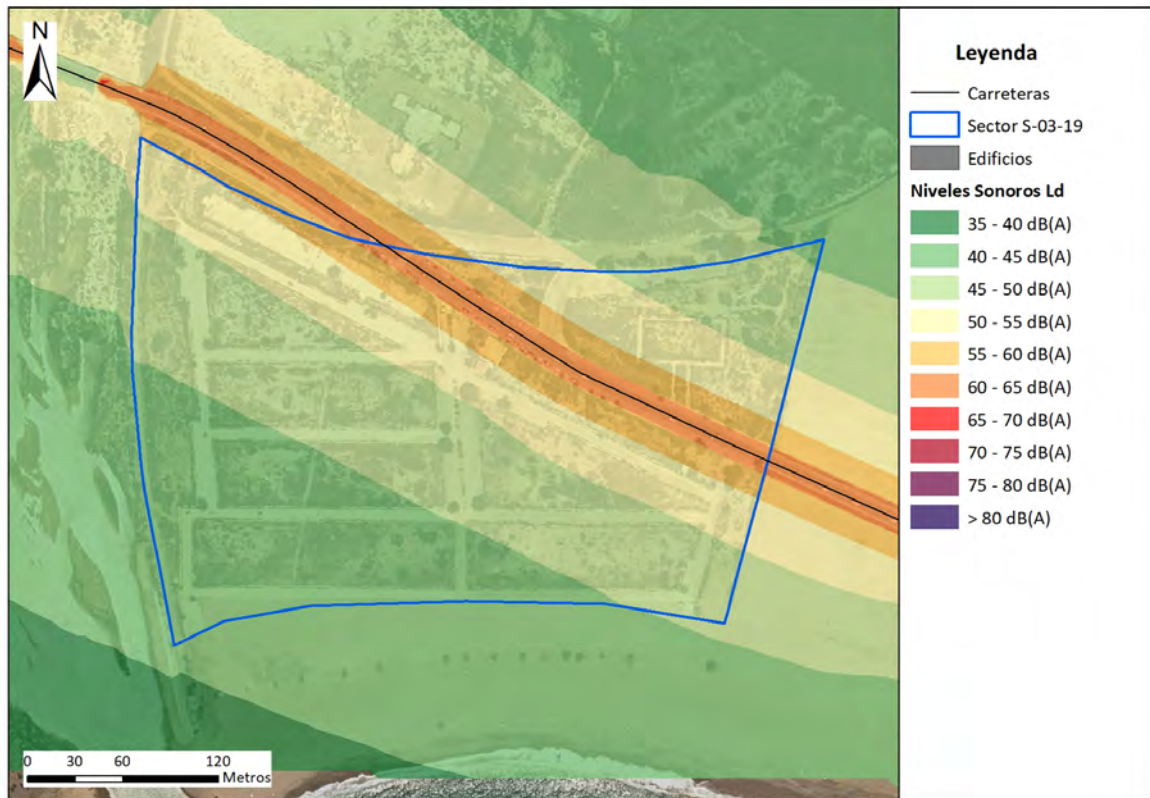 N
0 30 60 120
Metros
Leyenda
Carreteras
Sector S-03-19
Edificios
Niveles Sonoros Ld
35 - 40 dB(A)
40 - 45 dB(A)
45 - 50 dB(A)
50 - 55 dB(A)
55 - 60 dB(A)
60 - 65 dB(A)
65 - 70 dB(A)
70 - 75 dB(A)
75 - 80 dB(A)
> 80 dB(A)